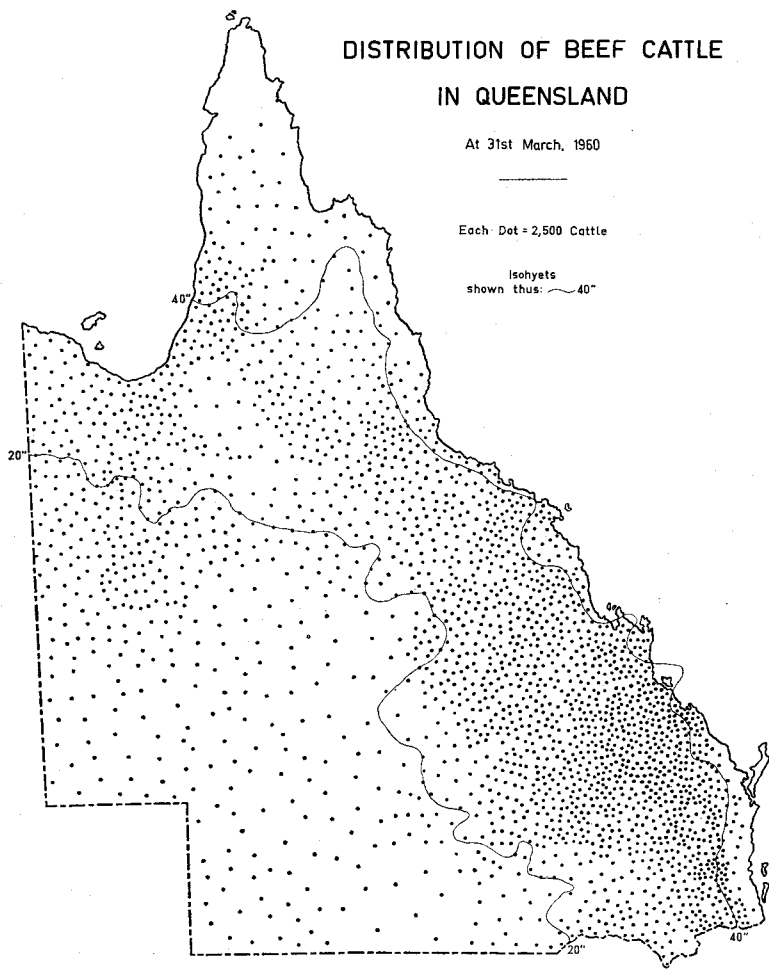 DISTRIBUTION OF BEEF CATTLE
IN QUEENSLAND
At 31st March, 1960
Each Dot = 2,500 Cattle
Isohyets
shown thus: 40"
40"
20"
20"
40"